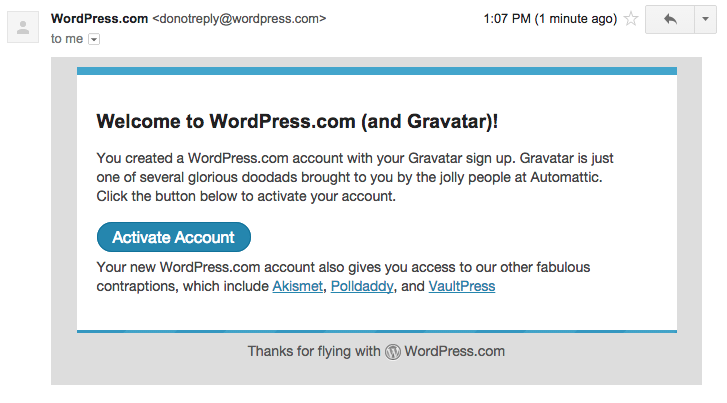 WordPress.com <donotreply@wordpress.com> 1:07 PM (1 minute ago)
to me
Welcome to WordPress.com (and Gravatar)!
You created a WordPress.com account with your Gravatar sign up. Gravatar is just
one of several glorious doodads brought to you by the jolly people at Automattic.
Click the button below to activate your account.
Activate Account
Your new WordPress.com account also gives you access to our other fabulous
contraptions, which include Akismet, Polldaddy, and VaultPress
Thanks for flying with WordPress.com